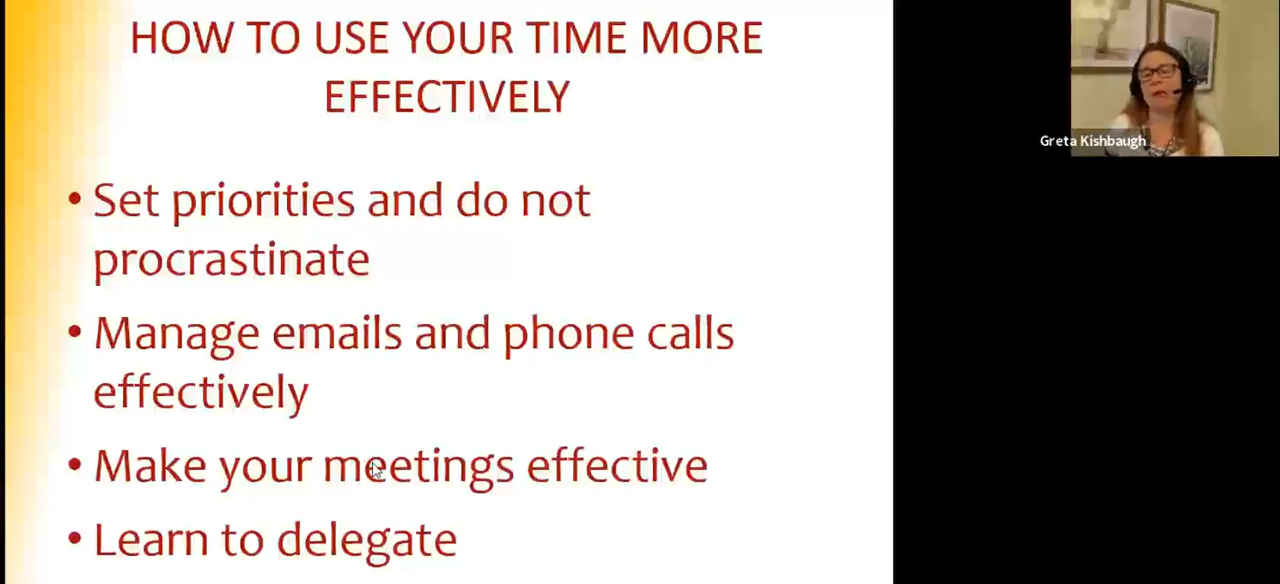 HOW TO USE YOUR TIME MORE
EFFECTIVELY
• Set priorities and do not
procrastinate
• Manage emails and phone calls
effectively
• Make your meetings effective
• Learn to delegate
Greta Kishbaugh